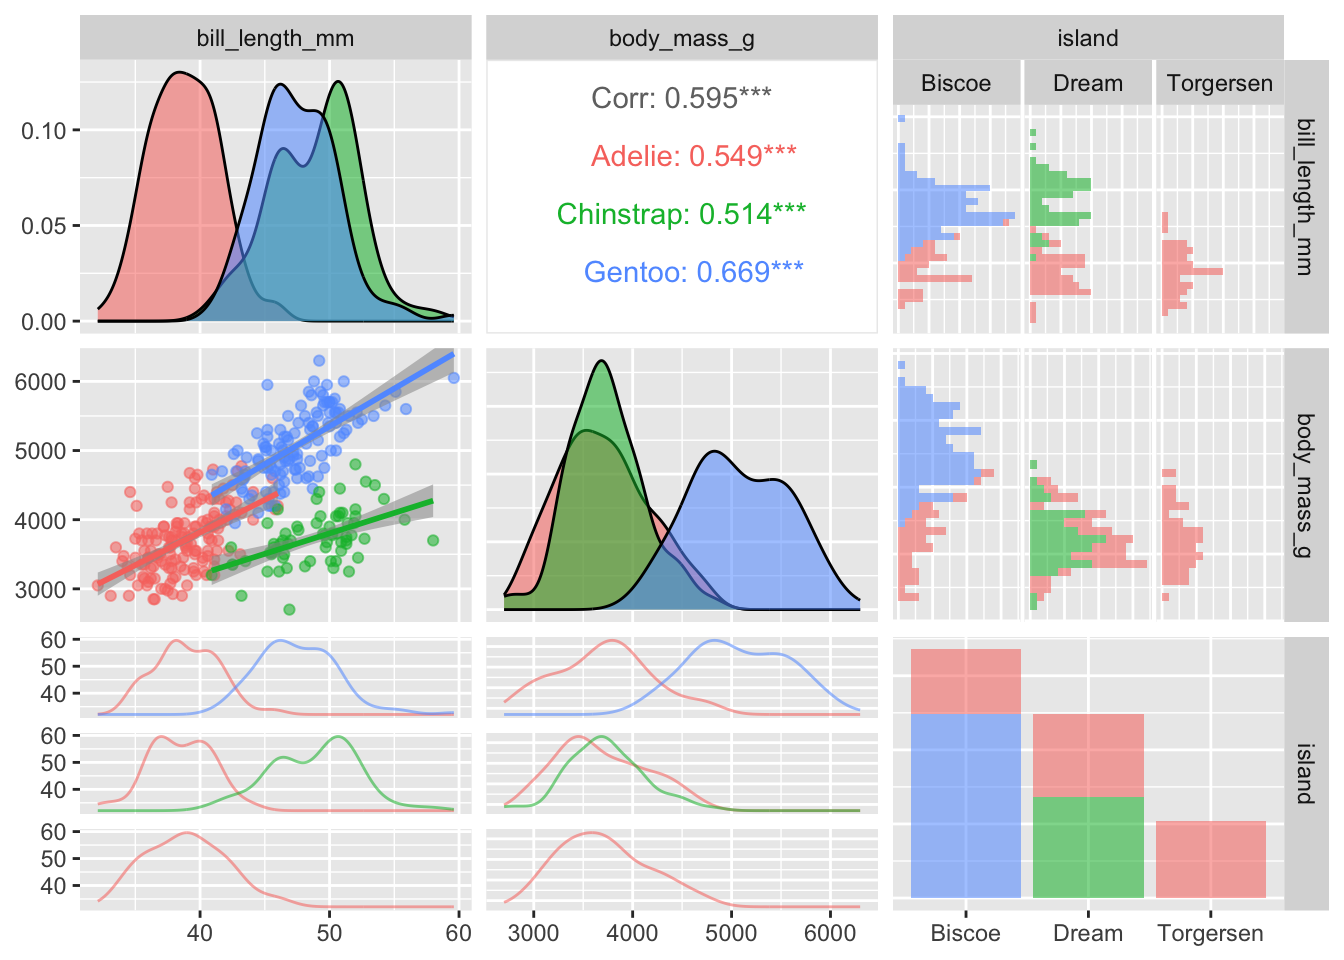 bill_length_mm
body_mass_g
island
Biscoe
Dream
Torgersen
0.10
0.05
0.00
Corr: 0.595***
Adelie: 0.549***
Chinstrap: 0.514***
Gentoo: 0.669***
bill_length_mm
6000
5000
4000
3000
body_mass_g
60
50
40
60
50
40
60
50
40
island
40
50
60
3000
4000
5000
6000
Biscoe
Dream
Torgersen